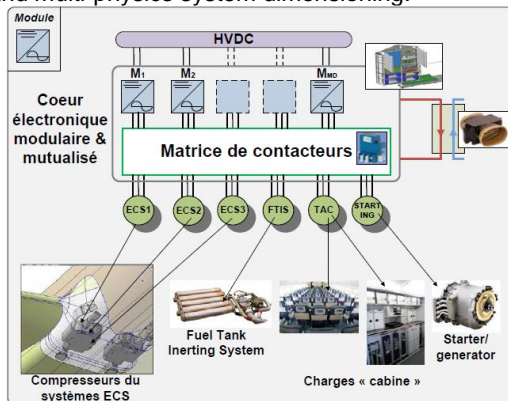 and multi-physics system dimensioning.
Module
HVDC
M1
M2
MMD
Coeur
électronique
modulaire &
mutualisé
Matrice de contacteurs
ECS1
ECS2
ECS3
FTIS
TAC
START
ING
Fuel Tank
Inerting System
Starter/
generator
Compresseurs du
systèmes ECS
Charges « cabine »